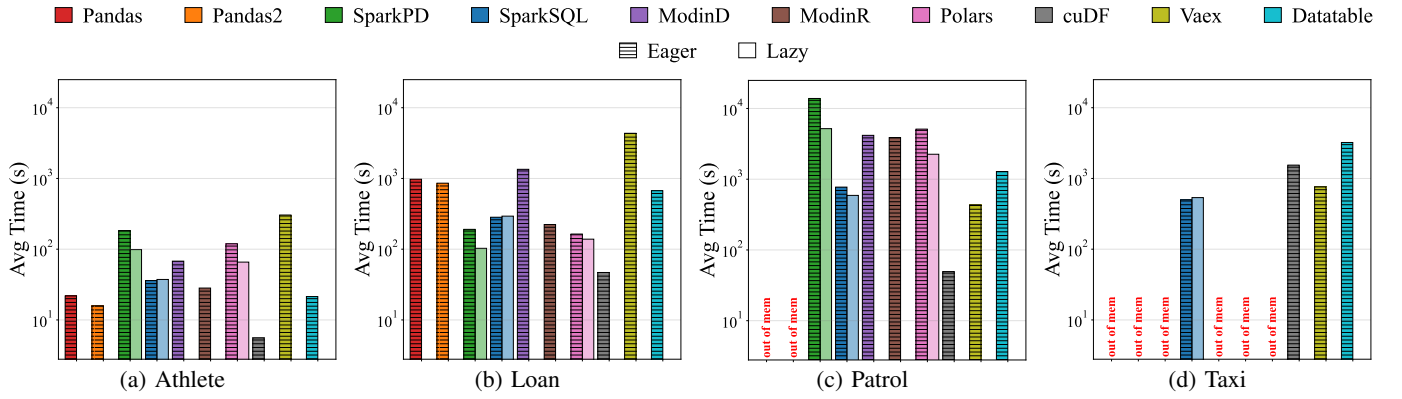 Pandas Pandas2 SparkPD SparkSQL ModinD ModinR Polars cuDF Vaex Datatable
Eager Lazy
Avg Time (s)
10^4
10^3
10^2
10^1
(a) Athlete
Avg Time (s)
10^4
10^3
10^2
10^1
(b) Loan
Avg Time (s)
10^4
10^3
10^2
10^1
out of mem
out of mem
(c) Patrol
Avg Time (s)
10^4
10^3
10^2
10^1
out of mem
out of mem
out of mem
out of mem
out of mem
out of mem
(d) Taxi